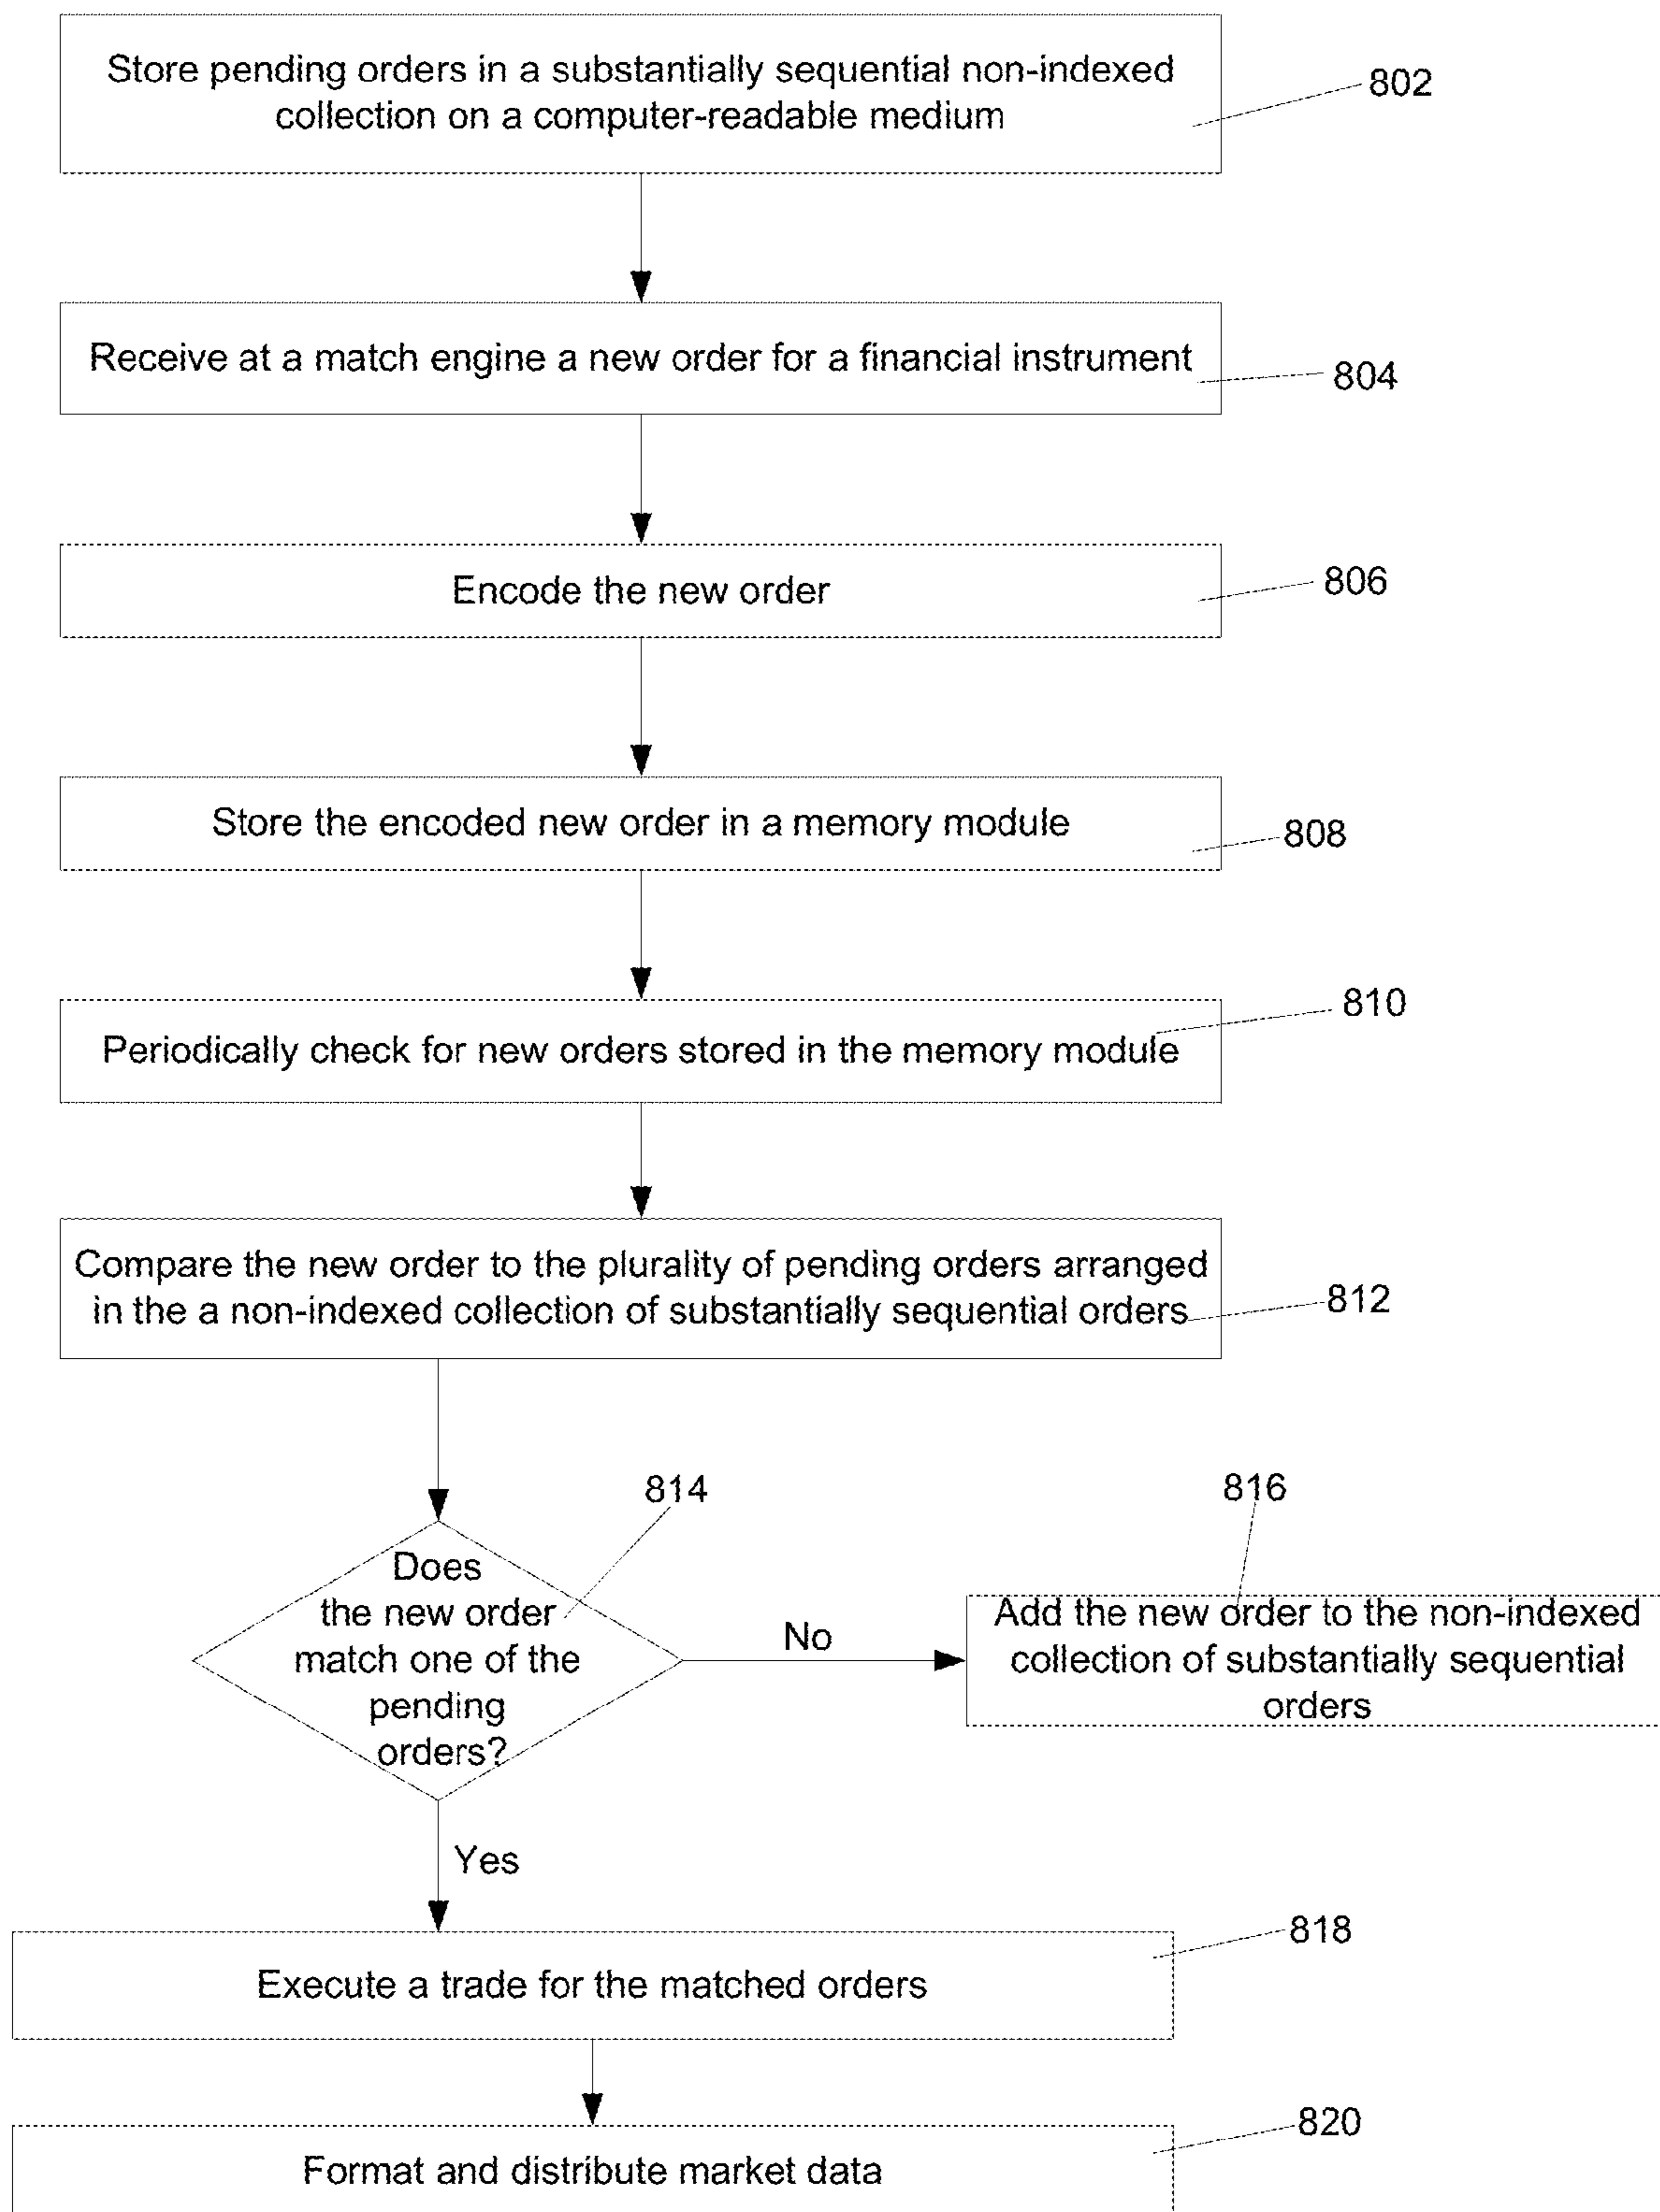 Store pending orders in a substantially sequential non-indexed
collection on a computer-readable medium
802
Receive at a match engine a new order for a financial instrument
804
Encode the new order
806
Store the encoded new order in a memory module
808
Periodically check for new orders stored in the memory module
810
Compare the new order to the plurality of pending orders arranged
in the a non-indexed collection of substantially sequential orders
812
814
Does
the new order
match one of the
pending
orders?
No
816
Add the new order to the non-indexed
collection of substantially sequential
orders
Yes
Execute a trade for the matched orders
818
Format and distribute market data
820